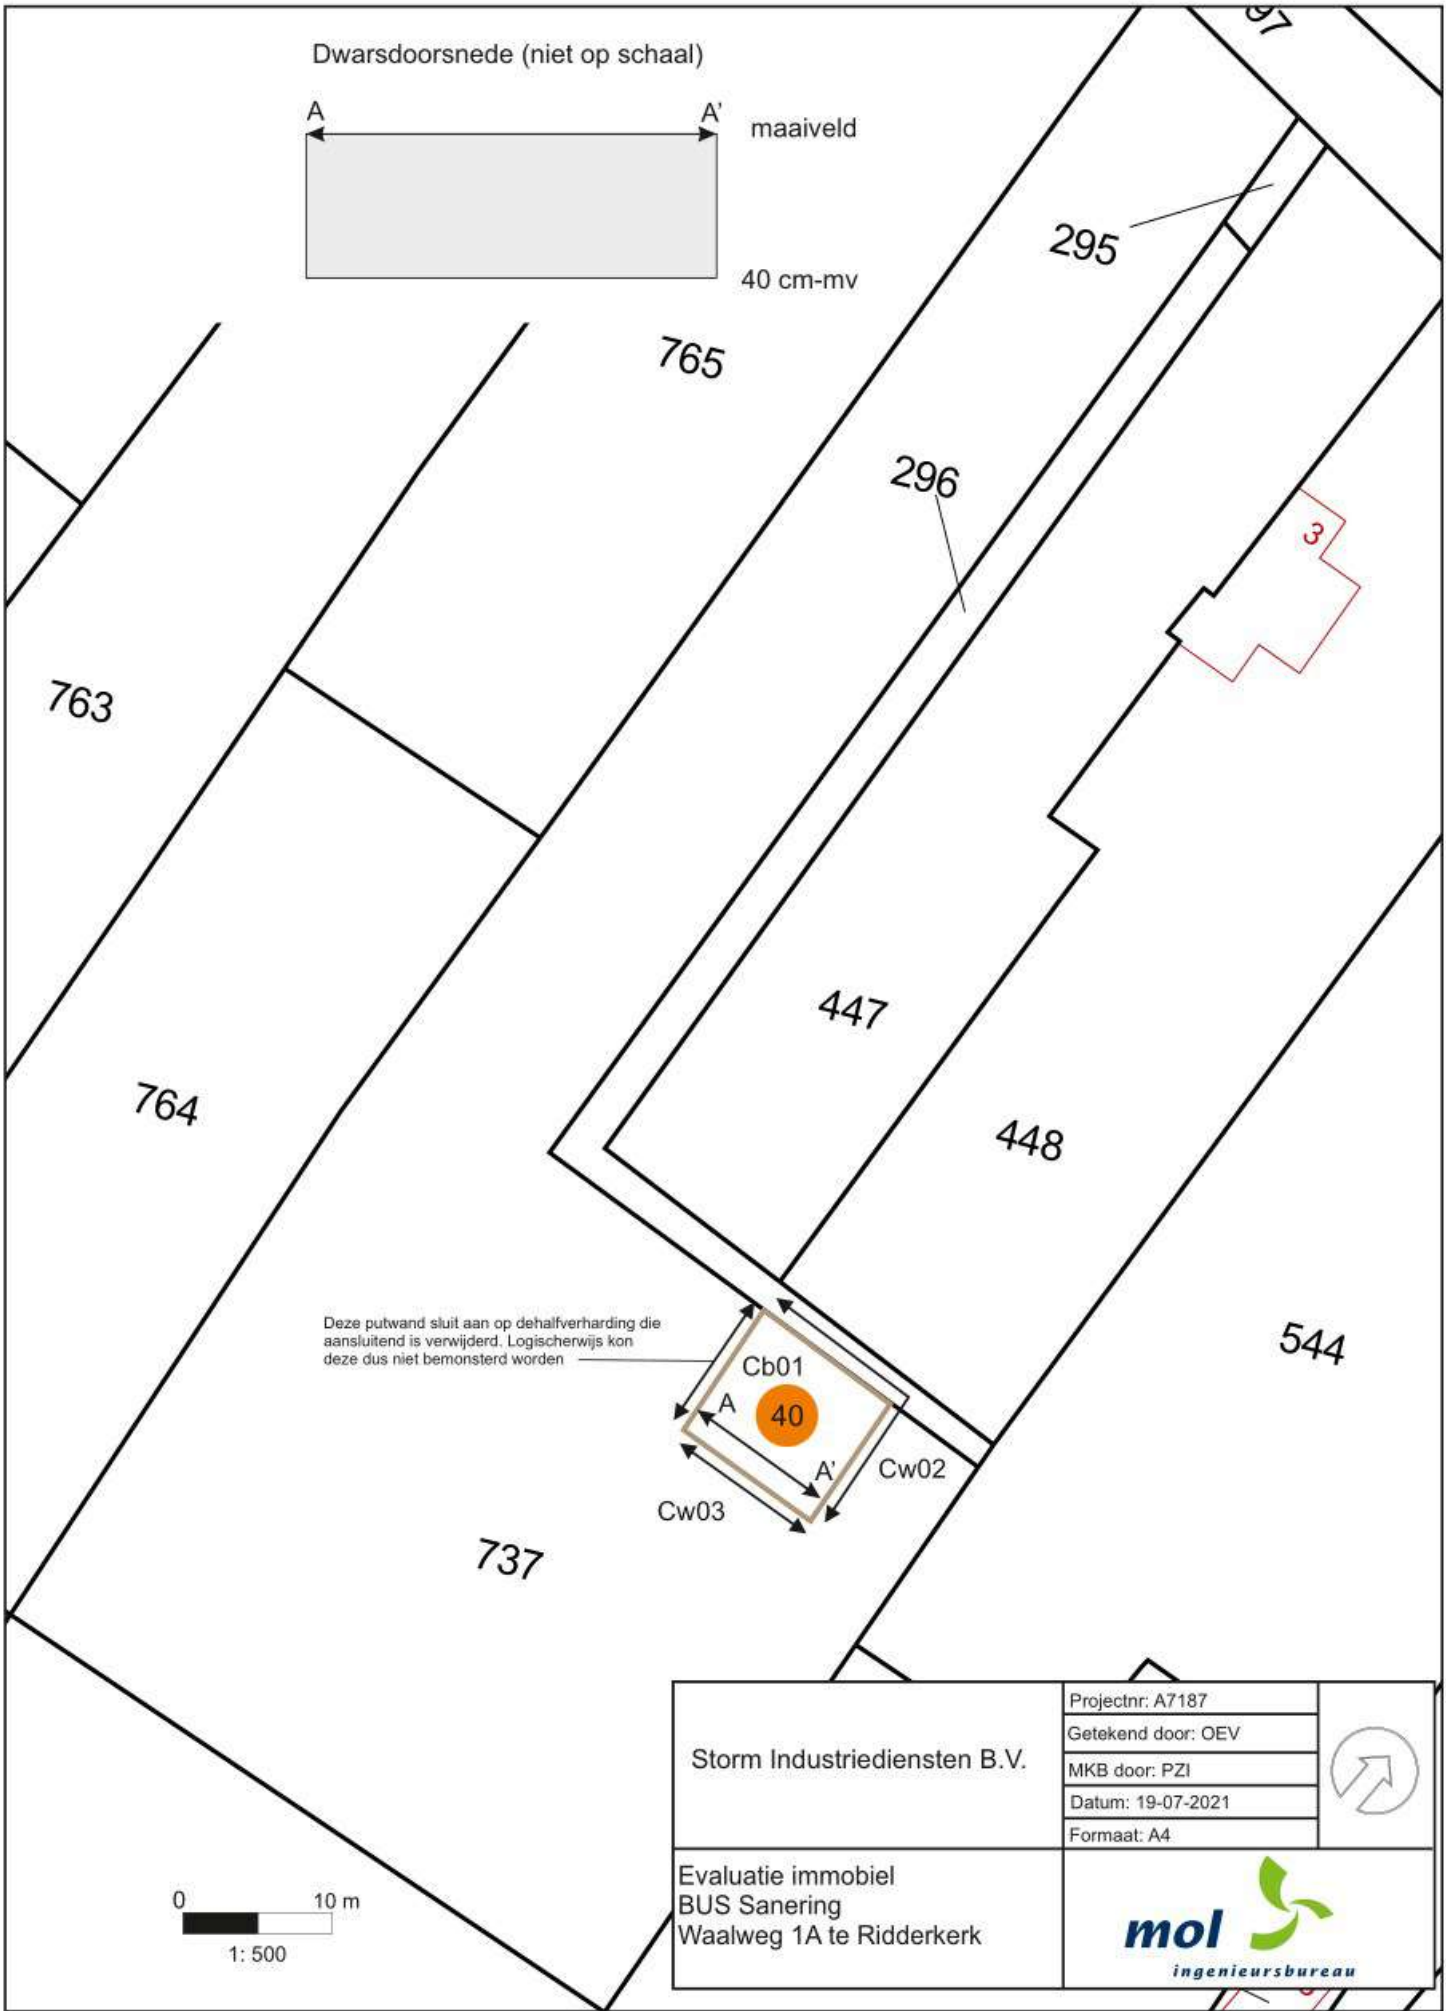 97
Dwarsdoorsnede (niet op schaal)
A
A'
maaiveld
40 cm-mv
295
765
296
3
763
447
764
448
544
Deze putwand sluit aan op dehalfverharding die
aansluitend is verwijderd. Logischerwijs kon
deze dus niet bemonsterd worden
Cb01
A
40
A'
Cw02
Cw03
737
Storm Industriediensten B.V.
Projectnr: A7187
Getekend door: OEV
MKB door: PZI
Datum: 19-07-2021
Formaat: A4
Evaluatie immobiel
BUS Sanering
Waalweg 1A te Ridderkerk
mol
ingenieursbureau
0
10 m
1: 500